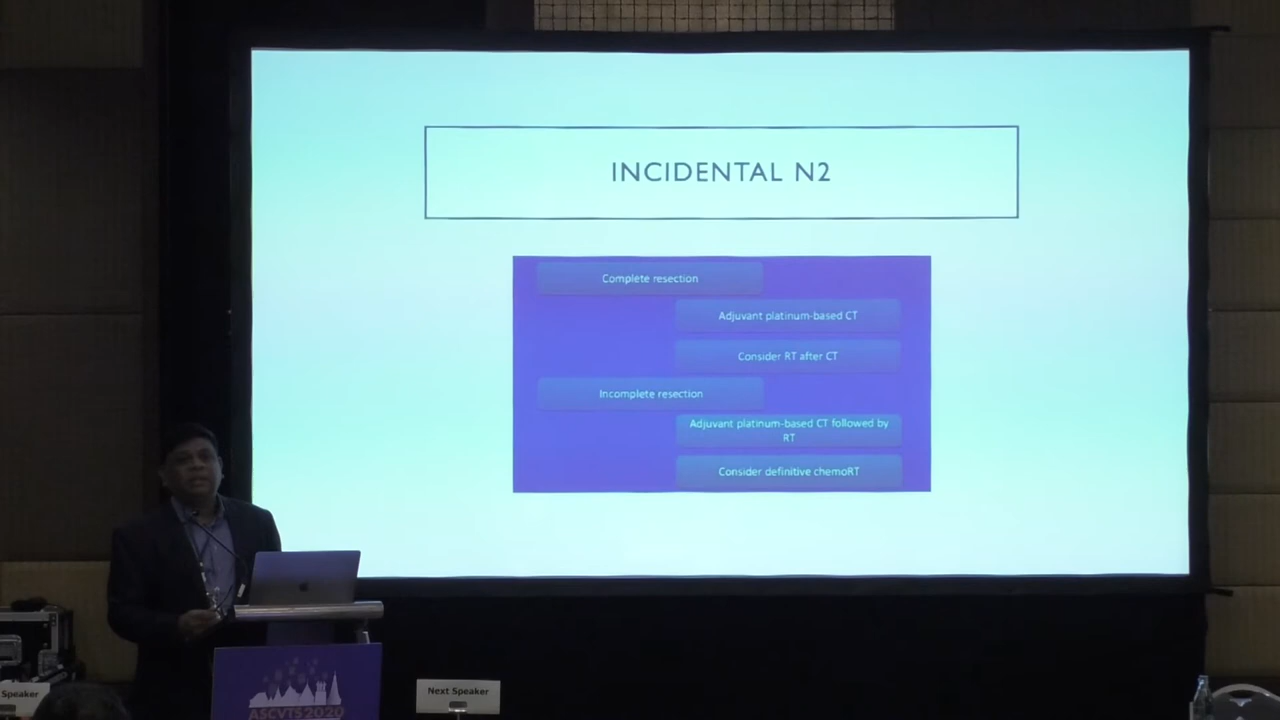 INCIDENTAL N2
Complete resection
Adjuvant platinum-based CT
Consider RT after CT
Incomplete resection
Adjuvant platinum-based CT followed by
RT
Consider definitive chemoRT
Speaker
Next Speaker
ASCVTS2020